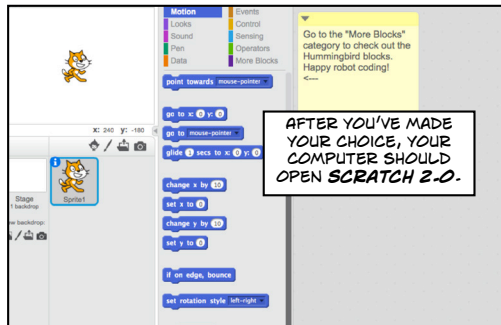 Motion
Events
Looks
Control
Sound
Sensing
Pen
Operators
Data
More Blocks
point towards mouse-pointer
go to x: 0 y: 0
go to mouse-pointer
glide 1 secs to x: 0 y: 0
change x by 10
set x to 0
change y by 10
set y to 0
if on edge, bounce
set rotation style left-right
x: 240 y: -180
Sprite1
Stage
1 backdrop
w backdrop:
Go to the "More Blocks"
category to check out the
Hummingbird blocks.
Happy robot coding!
<---
AFTER YOU'VE MADE
YOUR CHOICE, YOUR
COMPUTER SHOULD
OPEN SCRATCH 2.0.